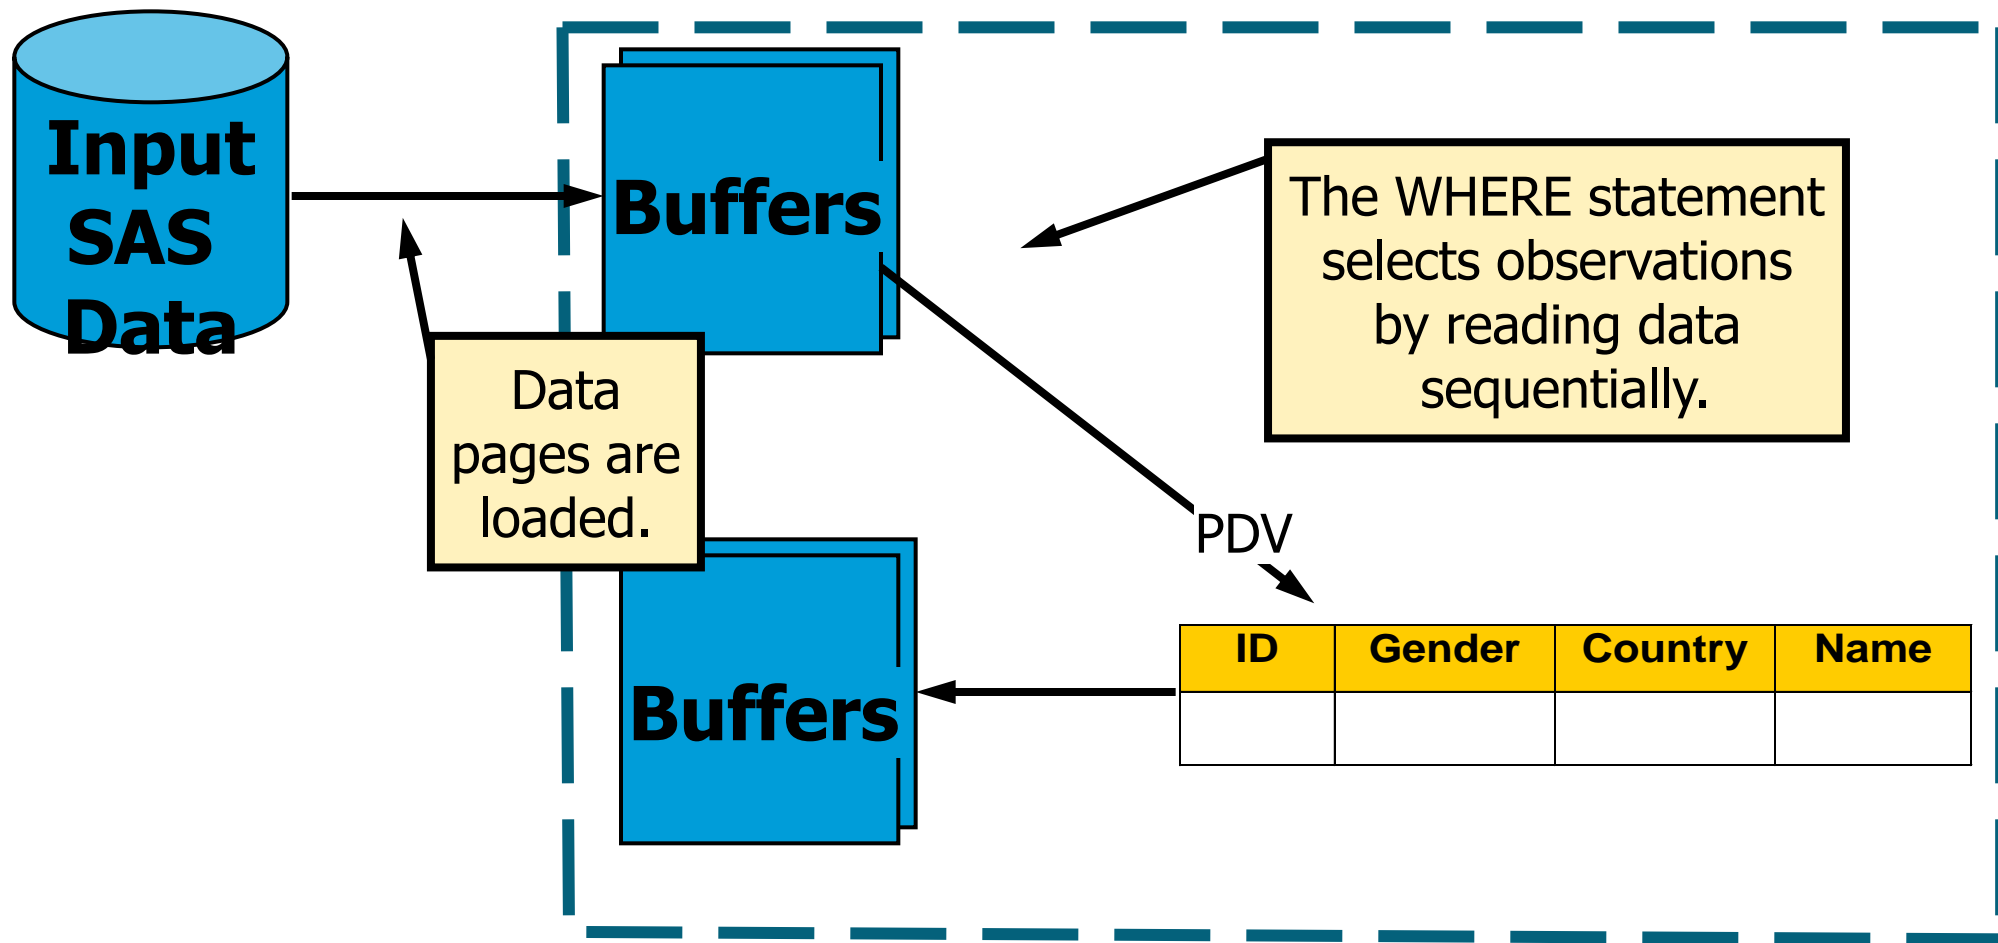 Input
SAS
Data
Buffers
The WHERE statement
selects observations
by reading data
sequentially.
Data
pages are
loaded.
PDV
ID Gender Country Name
Buffers